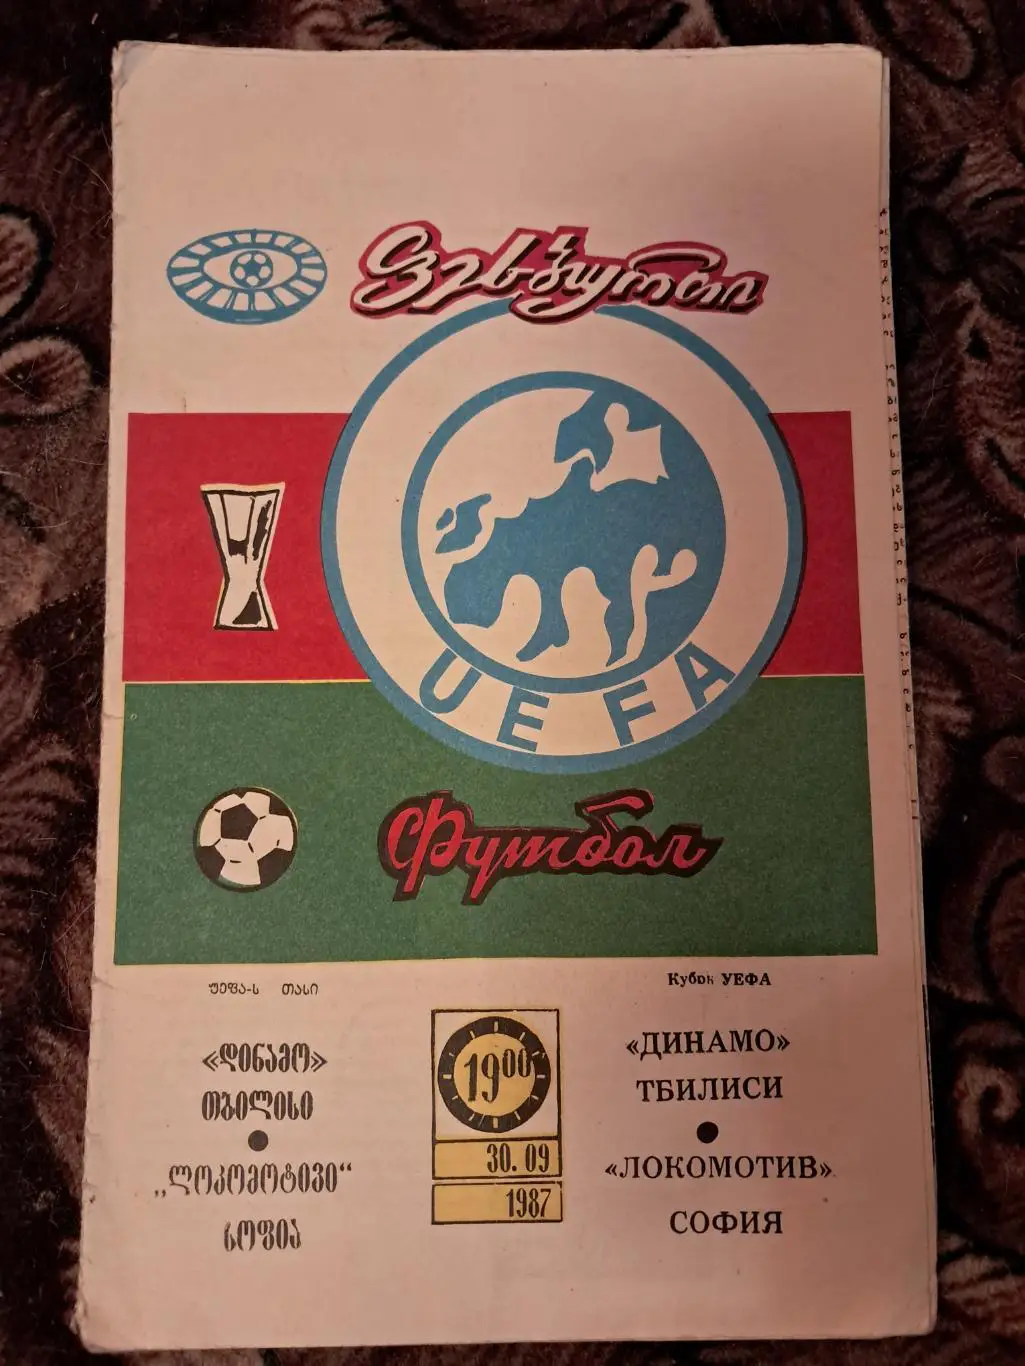 ფეხბურთი
UEFA
Футбол
უეფა-ს თასი
Кубок УЕФА
«დინამო»
თბილისი
„ლოკომოტივი“
სოფია
19⁰⁰
30.09
1987
«ДИНАМО»
ТБИЛИСИ
«ЛОКОМОТИВ»
СОФИЯ